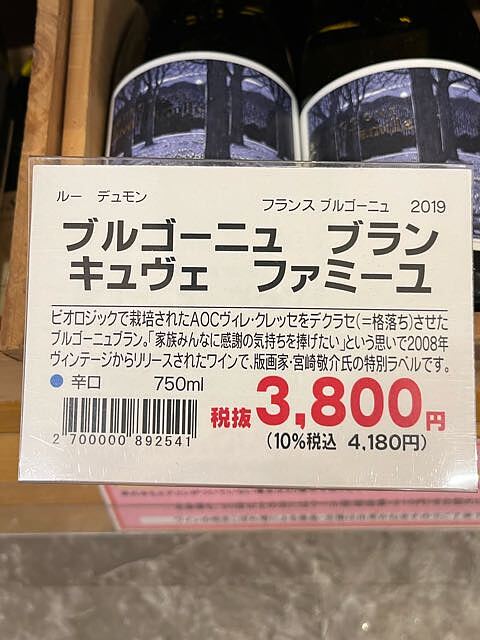 ルー デュモン フランス ブルゴーニュ 2019
ブルゴーニュ ブラン
キュヴェ ファミーユ
ビオロジックで栽培されたAOCヴィレ・クレッセをデクラセ(=格落ち)させた
ブルゴーニュブラン。「家族みんなに感謝の気持ちを捧げたい」という思いで2008年
ヴィンテージからリリースされたワインで、版画家・宮崎敬介氏の特別ラベルです。
辛口 750ml
税抜 3,800円
2 700000 892541
(10%税込 4,180円)